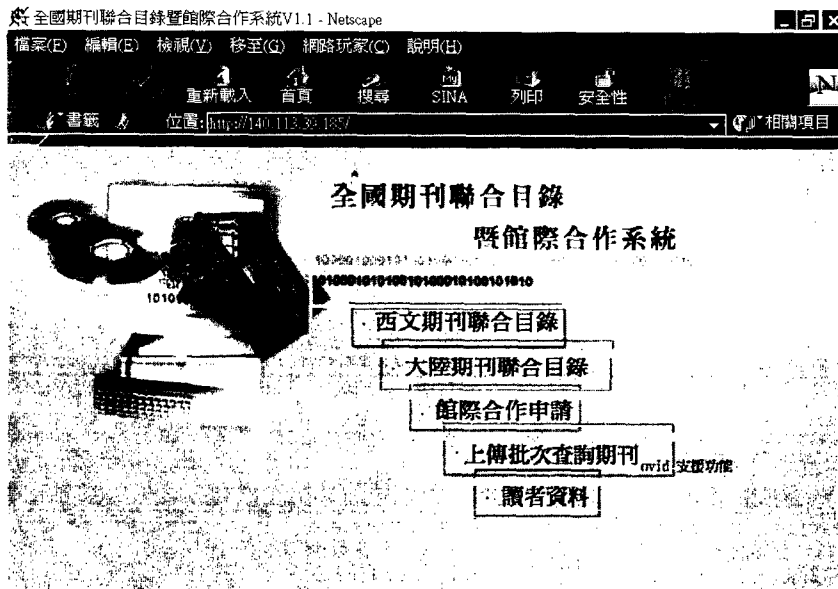 全國期刊聯合目錄暨館際合作系統V1.1 - Netscape
檔案(F) 編輯(E) 檢視(V) 移至(G) 網路玩家(C) 說明(H)
重新載入 首頁 搜尋 SINA 列印 安全性
書籤 位置: http://140.113.39.185/ 相關項目
全國期刊聯合目錄
暨館際合作系統
西文期刊聯合目錄
大陸期刊聯合目錄
館際合作申請
上傳批次查詢期刊 ovid 支援功能
讀者資料